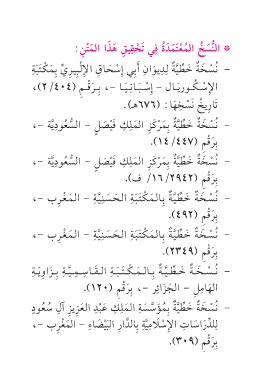 * النُّسَخُ المُعْتَمَدَةُ فِي تَحْقِيقِ هَذَا المَتْنِ:
- نُسْخَةٌ خَطِّيَّةٌ لِدِيوَانِ أَبِي إِسْحَاقَ الإِلْبِيرِيِّ بِمَكْتَبَةِ
الإِسْكُورِيَالِ - إِسْبَانِيَا -، بِرَقْمِ (٢/٤٠٤)،
تَارِيخُ نَسْخِهَا: (٦٧٦هـ).
- نُسْخَةٌ خَطِّيَّةٌ بِمَرْكَزِ المَلِكِ فَيْصَلٍ - السُّعُودِيَّة -،
بِرَقْمِ (١٤/٤٤٧).
- نُسْخَةٌ خَطِّيَّةٌ بِمَرْكَزِ المَلِكِ فَيْصَلٍ - السُّعُودِيَّة -،
بِرَقْمِ (١٦/٢٩٤٢/ ف).
- نُسْخَةٌ خَطِّيَّةٌ بِالمَكْتَبَةِ الحَسَنِيَّةِ - المَغْرِب -،
بِرَقْمِ (٤٩٢).
- نُسْخَةٌ خَطِّيَّةٌ بِالمَكْتَبَةِ الحَسَنِيَّةِ - المَغْرِب -،
بِرَقْمِ (٢٣٤٩).
- نُسْخَةٌ خَطِّيَّةٌ بِالمَكْتَبَةِ القَاسِمِيَّةِ بِزَاوِيَةِ
الهَامِلِ - الجَزَائِر -، بِرَقْمِ (١٢٠).
- نُسْخَةٌ خَطِّيَّةٌ بِمُؤَسَّسَةِ المَلِكِ عَبْدِ العَزِيزِ آلِ سُعُود
لِلدِّرَاسَاتِ الإِسْلَامِيَّةِ بِالدَّارِ البَيْضَاءِ - المَغْرِب -،
بِرَقْمِ (٣٠٩).